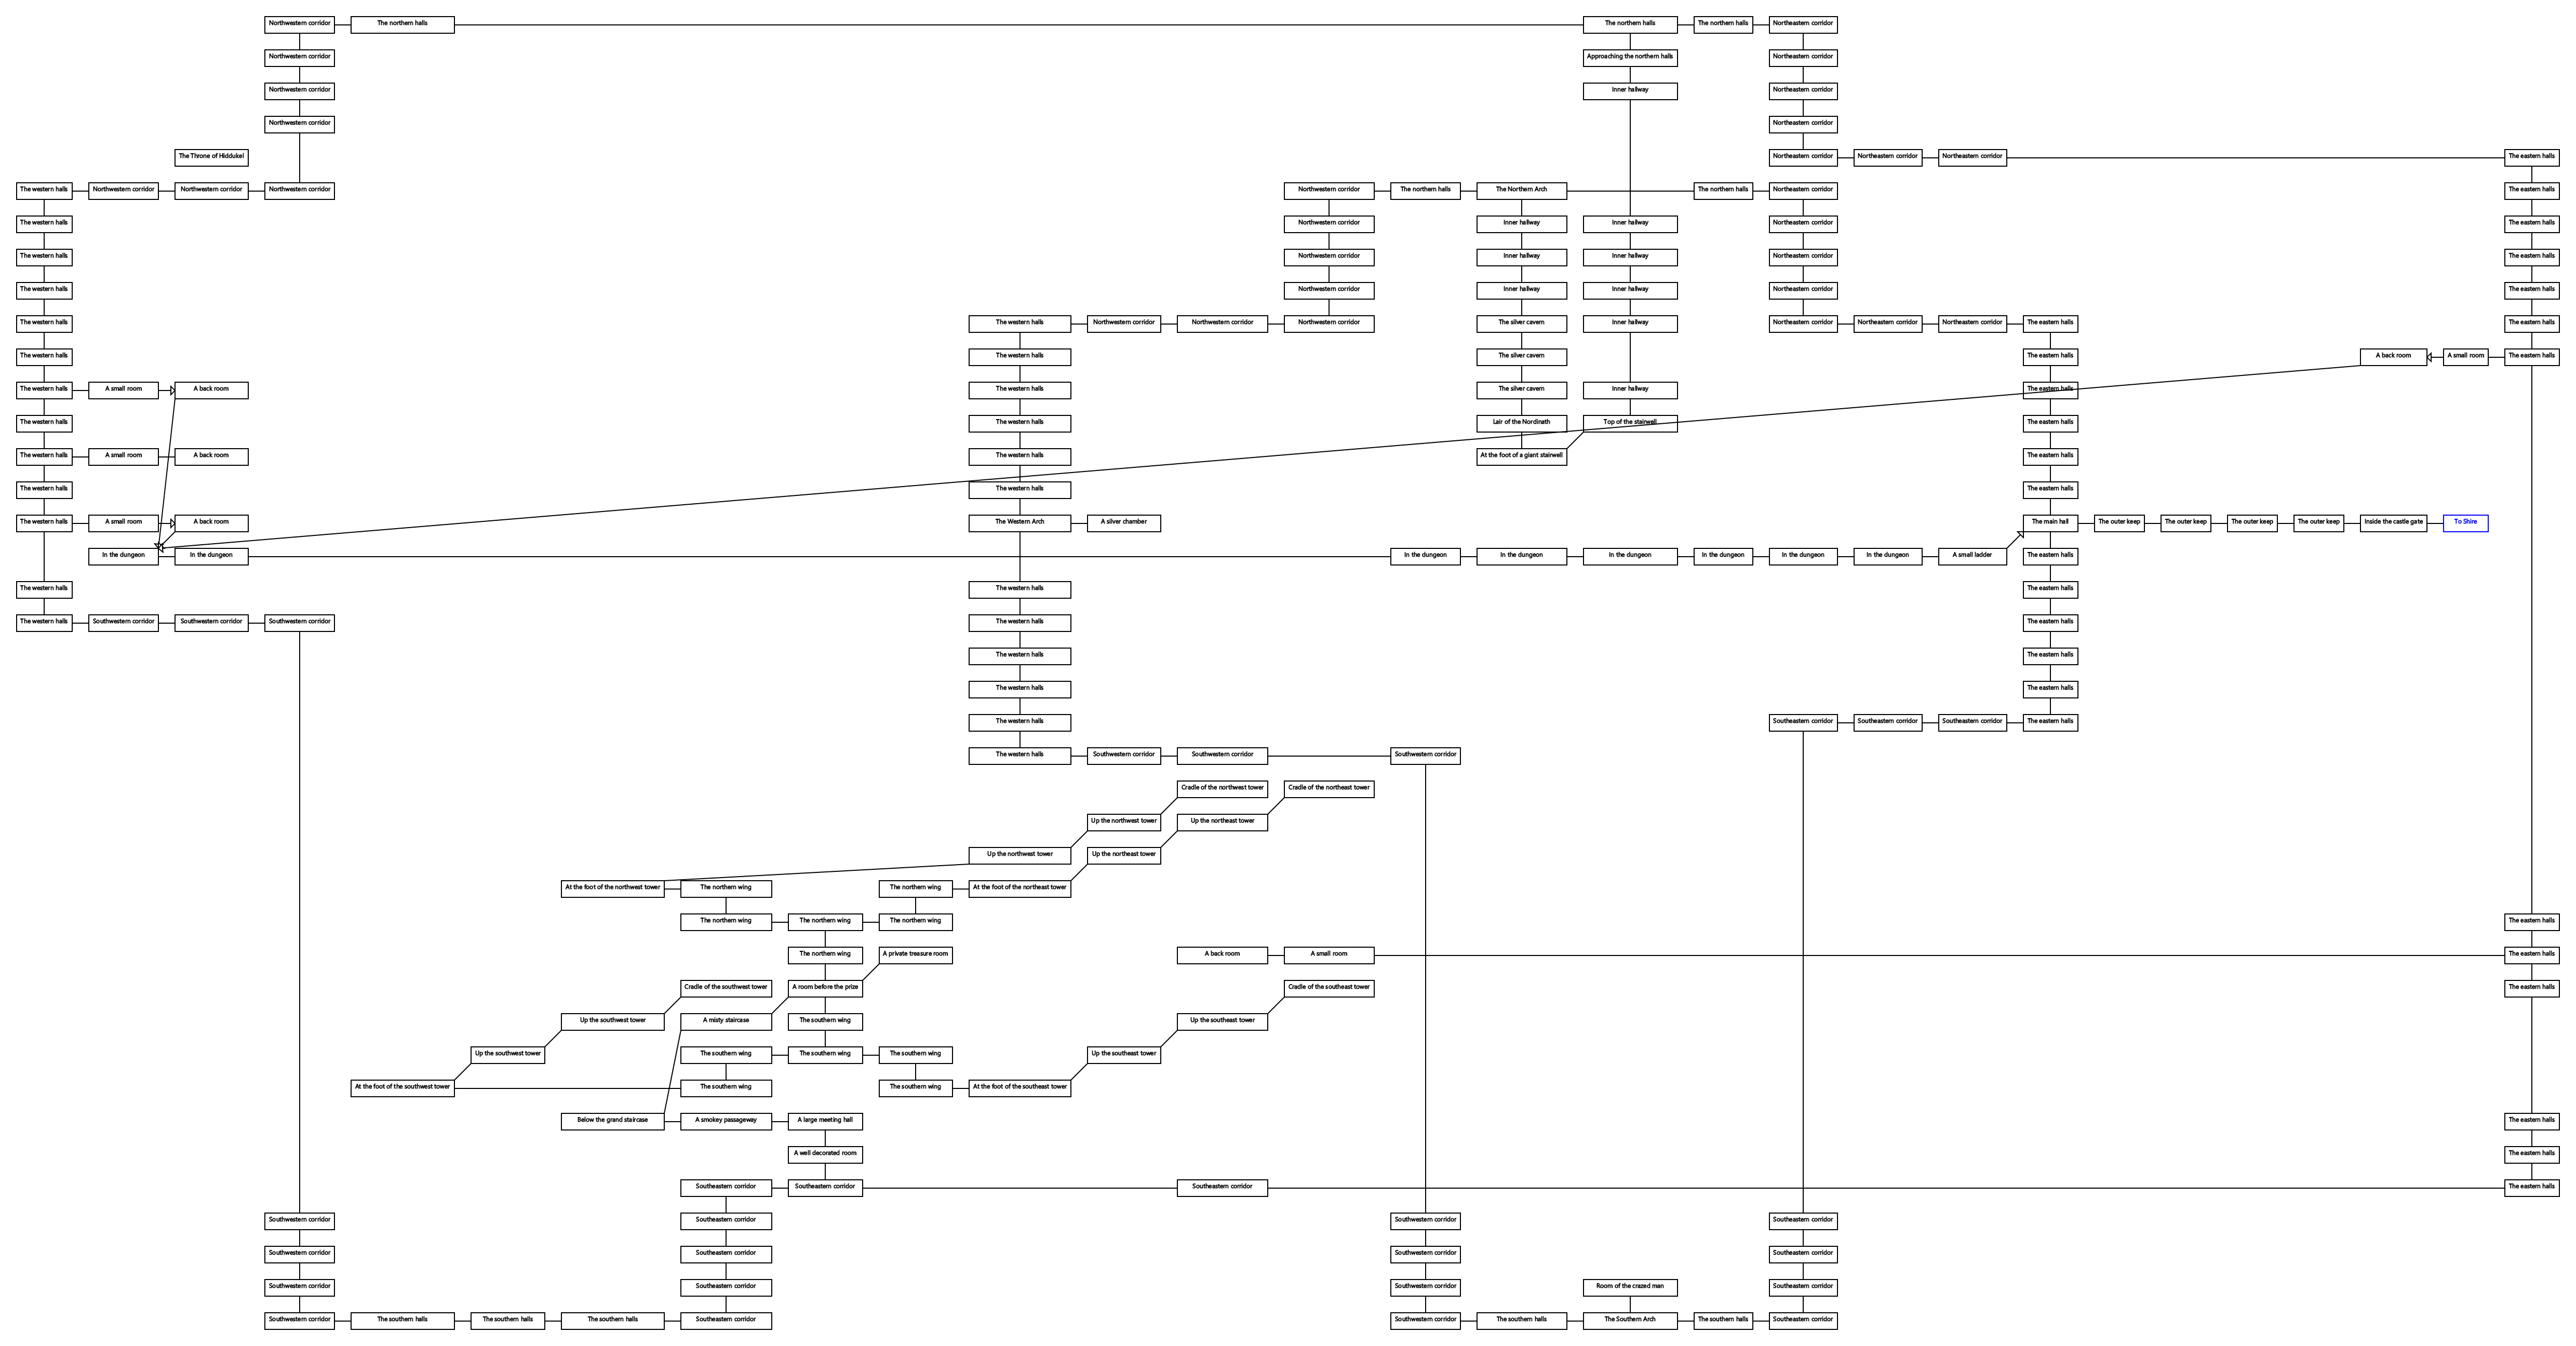 Northwestern corridor
The northern halls
The northern halls
The northern halls
Northeastern corridor
Northwestern corridor
Approaching the northern halls
Northeastern corridor
Northwestern corridor
Inner hallway
Northeastern corridor
Northwestern corridor
Northeastern corridor
The Throne of Hiddukel
Northeastern corridor
Northeastern corridor
Northeastern corridor
The eastern halls
The western halls
Northwestern corridor
Northwestern corridor
Northwestern corridor
Northwestern corridor
The northern halls
The Northern Arch
The northern halls
Northeastern corridor
The eastern halls
The western halls
Northwestern corridor
Inner hallway
Inner hallway
Northeastern corridor
The eastern halls
The western halls
Northwestern corridor
Inner hallway
Inner hallway
Northeastern corridor
The eastern halls
The western halls
Northwestern corridor
Inner hallway
Inner hallway
Northeastern corridor
The eastern halls
The western halls
The western halls
Northwestern corridor
Northwestern corridor
Northwestern corridor
The silver cavern
Inner hallway
Northeastern corridor
Northeastern corridor
Northeastern corridor
The eastern halls
The eastern halls
The western halls
The western halls
The silver cavern
The eastern halls
A back room
A small room
The eastern halls
The western halls
A small room
A back room
The western halls
The silver cavern
Inner hallway
The eastern halls
The western halls
The western halls
Lair of the Nordinath
Top of the stairwell
The eastern halls
The western halls
A small room
A back room
The western halls
At the foot of a giant stairwell
The eastern halls
The western halls
The western halls
The eastern halls
The western halls
A small room
A back room
The Western Arch
A silver chamber
The main hall
The outer keep
The outer keep
The outer keep
The outer keep
Inside the castle gate
To Shire
In the dungeon
In the dungeon
In the dungeon
In the dungeon
In the dungeon
In the dungeon
In the dungeon
In the dungeon
A small ladder
The eastern halls
The western halls
The western halls
The eastern halls
The western halls
Southwestern corridor
Southwestern corridor
Southwestern corridor
The western halls
The eastern halls
The western halls
The eastern halls
The western halls
The eastern halls
The western halls
Southeastern corridor
Southeastern corridor
Southeastern corridor
The eastern halls
The western halls
Southwestern corridor
Southwestern corridor
Southwestern corridor
Cradle of the northwest tower
Cradle of the northeast tower
Up the northwest tower
Up the northeast tower
Up the northwest tower
Up the northeast tower
At the foot of the northwest tower
The northern wing
The northern wing
At the foot of the northeast tower
The northern wing
The northern wing
The northern wing
The eastern halls
The northern wing
A private treasure room
A back room
A small room
The eastern halls
Cradle of the southwest tower
A room before the prize
Cradle of the southeast tower
The eastern halls
Up the southwest tower
A misty staircase
The southern wing
Up the southeast tower
Up the southwest tower
The southern wing
The southern wing
The southern wing
Up the southeast tower
At the foot of the southwest tower
The southern wing
The southern wing
At the foot of the southeast tower
Below the grand staircase
A smokey passageway
A large meeting hall
The eastern halls
A well decorated room
The eastern halls
Southeastern corridor
Southeastern corridor
Southeastern corridor
The eastern halls
Southwestern corridor
Southeastern corridor
Southwestern corridor
Southeastern corridor
Southwestern corridor
Southeastern corridor
Southwestern corridor
Southeastern corridor
Southwestern corridor
Southeastern corridor
Southwestern corridor
Room of the crazed man
Southeastern corridor
Southwestern corridor
The southern halls
The southern halls
The southern halls
Southeastern corridor
Southwestern corridor
The southern halls
The Southern Arch
The southern halls
Southeastern corridor